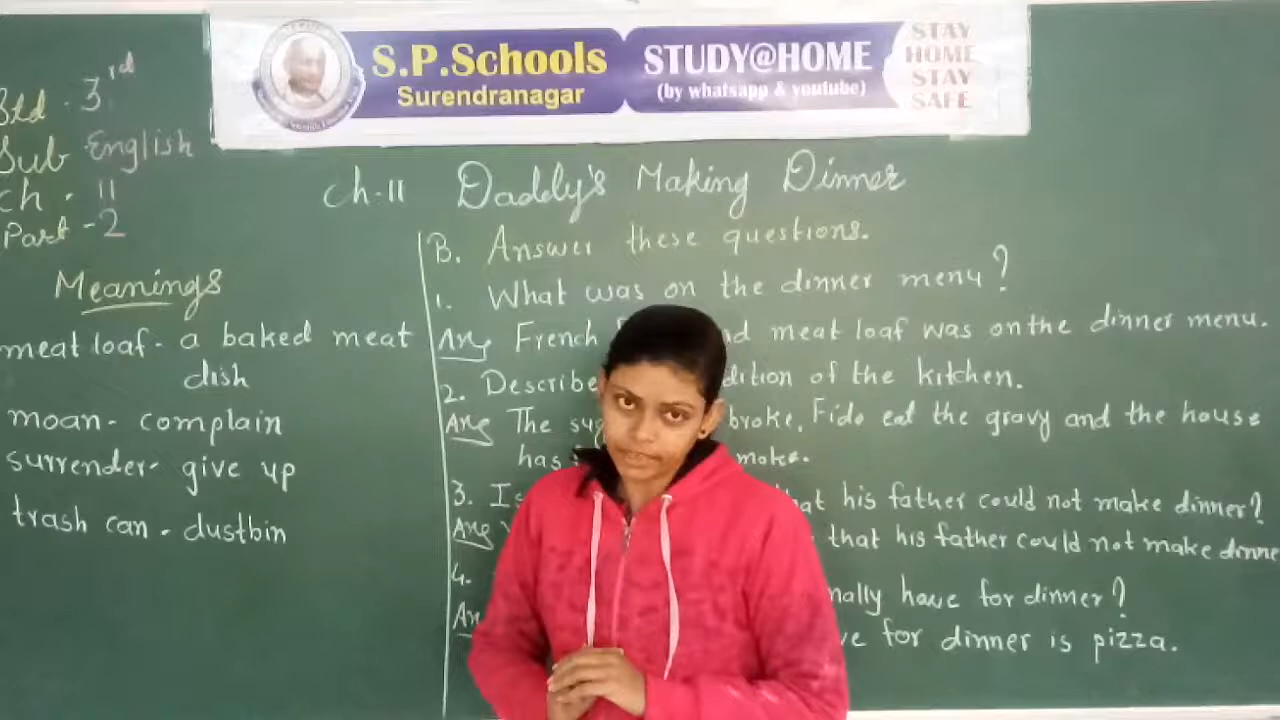 S.P.Schools
Surendranagar
STUDY@HOME
(by whatsapp & youtube)
STAY
HOME
STAY
SAFE
Std - 3rd
Sub English
Ch - 11
Part - 2
Ch-11 Daddy's Making Dinner
Meanings
meat loaf - a baked meat
dish
moan - complain
surrender - give up
trash can - dustbin
B. Answer these questions.
1. What was on the dinner menu?
Ans French and meat loaf was on the dinner menu.
2. Describe of the kitchen.
Ans The broke. Fido eat the gravy and the house
has
3. Is his father could not make dinner?
Ans that his father could not make dinne
4. have for dinner?
An for dinner is pizza.